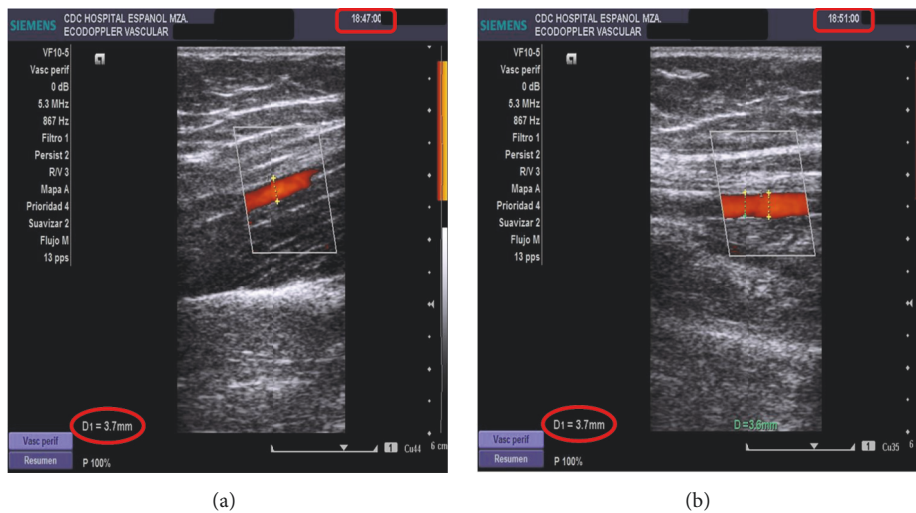 SIEMENS
CDC HOSPITAL ESPANOL MZA.
ECODOPPLER VASCULAR
18:47:00
VF10-5
Vasc perif
0 dB
5.3 MHz
867 Hz
Filtro 1
Persist 2
R/V 3
Mapa A
Prioridad 4
Suavizar 2
Flujo M
13 pps
D1 = 3.7mm
Vasc perif
Resumen
P 100%
1
Cu44
6 cm
(a)
SIEMENS
CDC HOSPITAL ESPANOL MZA.
ECODOPPLER VASCULAR
18:51:00
VF10-5
Vasc perif
0 dB
5.3 MHz
867 Hz
Filtro 1
Persist 2
R/V 3
Mapa A
Prioridad 4
Suavizar 2
Flujo M
13 pps
D1 = 3.7mm
D =3.6mm
Vasc perif
Resumen
P 100%
1
Cu35
6
(b)